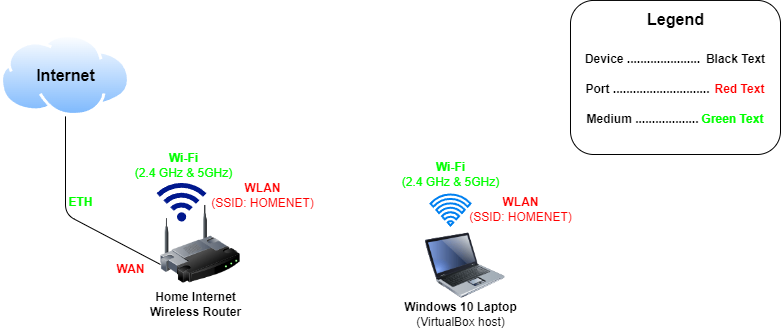 Legend
Device ...................... Black Text
Port ............................. Red Text
Medium ................... Green Text
Internet
ETH
WAN
Wi-Fi
(2.4 GHz & 5GHz)
WLAN
(SSID: HOMENET)
Home Internet
Wireless Router
Wi-Fi
(2.4 GHz & 5GHz)
WLAN
(SSID: HOMENET)
Windows 10 Laptop
(VirtualBox host)